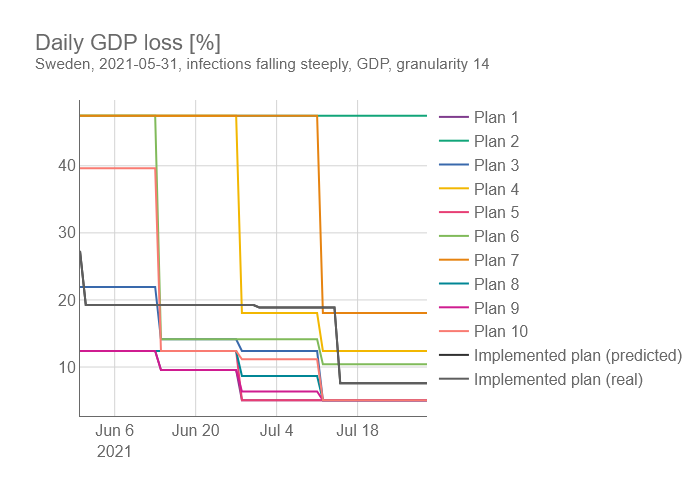 Daily GDP loss [%]
Sweden, 2021-05-31, infections falling steeply, GDP, granularity 14
40
30
20
10
Jun 6
2021
Jun 20
Jul 4
Jul 18
Plan 1
Plan 2
Plan 3
Plan 4
Plan 5
Plan 6
Plan 7
Plan 8
Plan 9
Plan 10
Implemented plan (predicted)
Implemented plan (real)